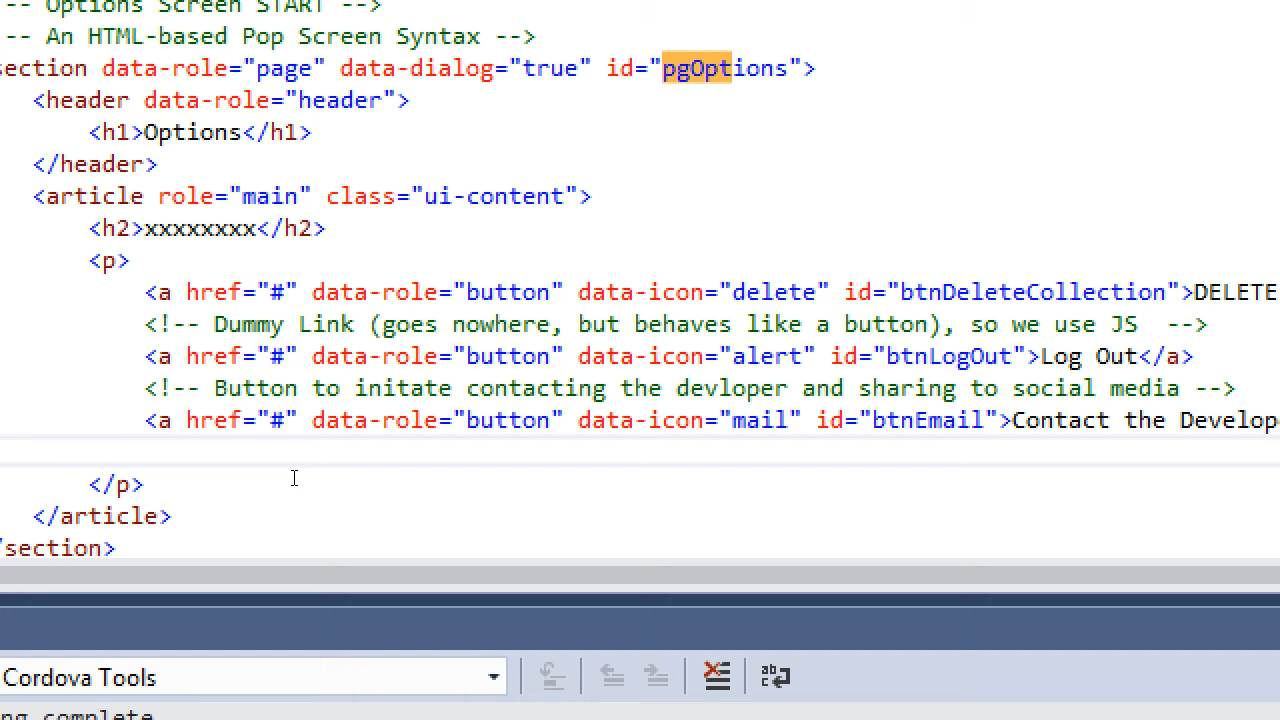 -- Options Screen START -->
-- An HTML-based Pop Screen Syntax -->
section data-role="page" data-dialog="true" id="pgOptions">
<header data-role="header">
<h1>Options</h1>
</header>
<article role="main" class="ui-content">
<h2>xxxxxxxx</h2>
<p>
<a href="#" data-role="button" data-icon="delete" id="btnDeleteCollection">DELETE
<!-- Dummy Link (goes nowhere, but behaves like a button), so we use JS  -->
<a href="#" data-role="button" data-icon="alert" id="btnLogOut">Log Out</a>
<!-- Button to initate contacting the devloper and sharing to social media -->
<a href="#" data-role="button" data-icon="mail" id="btnEmail">Contact the Develop
</p>
</article>
/section>
Cordova Tools
ng complete